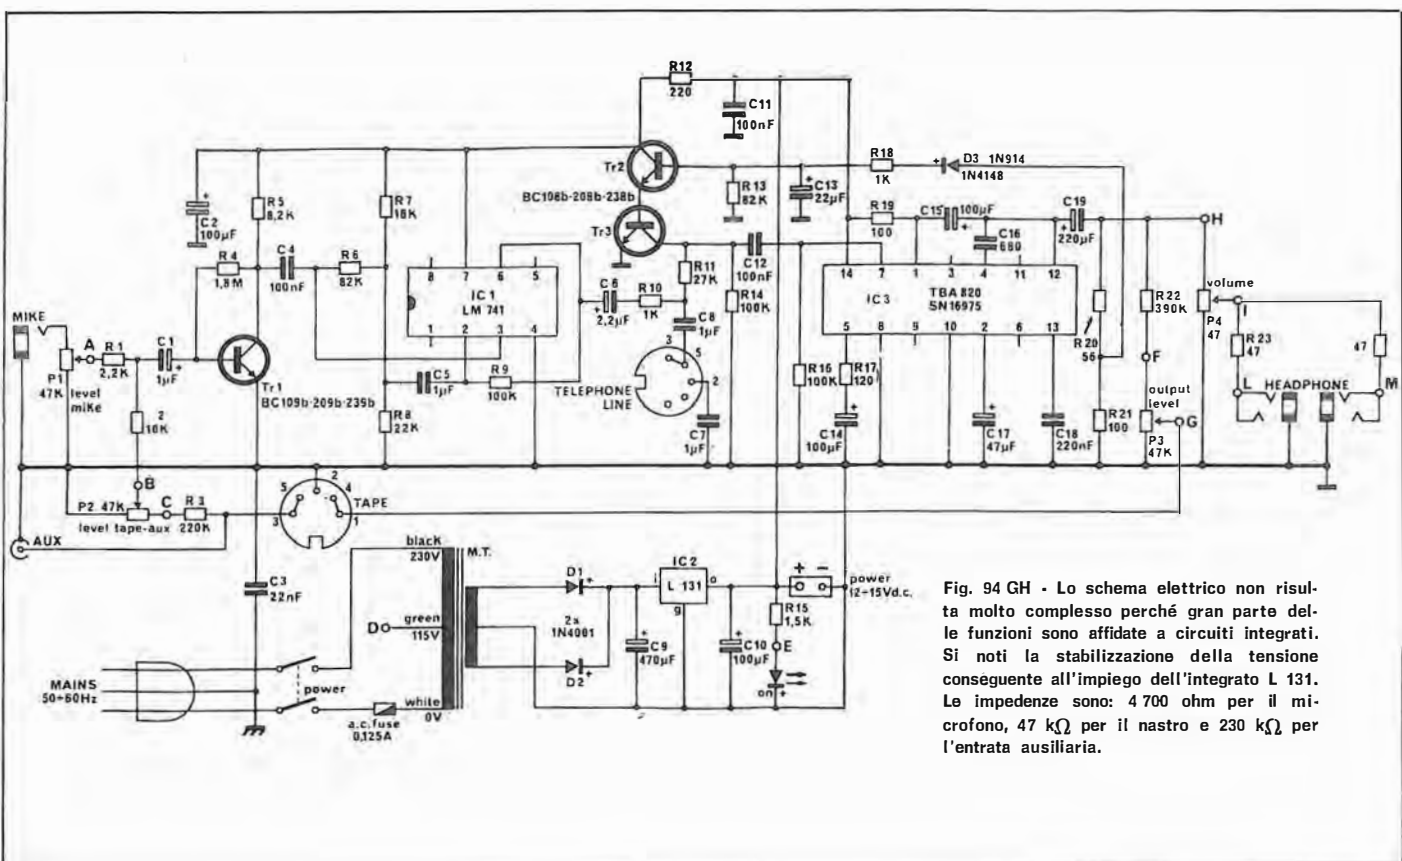 R12
220
C11
100nF
Tr2
R18
1K
D3 1N914
1N4148
BC108b-208b-238b
R13
82K
C13
22µF
C2
100µF
R5
8,2K
R7
18K
Tr3
R19
100
C15
100µF
C16
680
C19
220µF
H
R4
1,8M
C4
100nF
R6
82K
8
7
6
5
IC1
LM 741
1
2
3
4
C6
2,2µF
R10
1K
R11
27K
C12
100nF
R14
100K
C8
1µF
14
7
1
3
4
11
12
IC3
TBA 820
SN16975
5
8
9
10
2
6
13
volume
P4
47
I
R22
390K
R20
56
R23
47
47
MIKE
A
R1
2,2K
C1
1µF
P1
47K
level
mike
Tr1
BC109b-209b-239b
C5
1µF
R9
100K
R8
22K
TELEPHONE
LINE
3
5
2
C7
1µF
R16
100K
R17
120
C14
100µF
C17
47µF
C18
220nF
R21
100
F
output
level
G
P3
47K
L
HEADPHONE
M
2
10K
B
P2 47K
C
R3
220K
level tape-aux
AUX
5
2
4
3
1
TAPE
C3
22nF
black
230V
M.T.
D
green
115V
white
0V
MAINS
50÷60Hz
power
a.c. fuse
0,125A
D1
2x
1N4001
D2
IC2
i
L 131
o
g
C9
470µF
C10
100µF
R15
1,5K
E
on
+ -
power
12÷15Vd.c.
Fig. 94 GH - Lo schema elettrico non risul-
ta molto complesso perché gran parte del-
le funzioni sono affidate a circuiti integrati.
Si noti la stabilizzazione della tensione
conseguente all'impiego dell'integrato L 131.
Le impedenze sono: 4 700 ohm per il mi-
crofono, 47 kΩ per il nastro e 230 kΩ per
l'entrata ausiliaria.